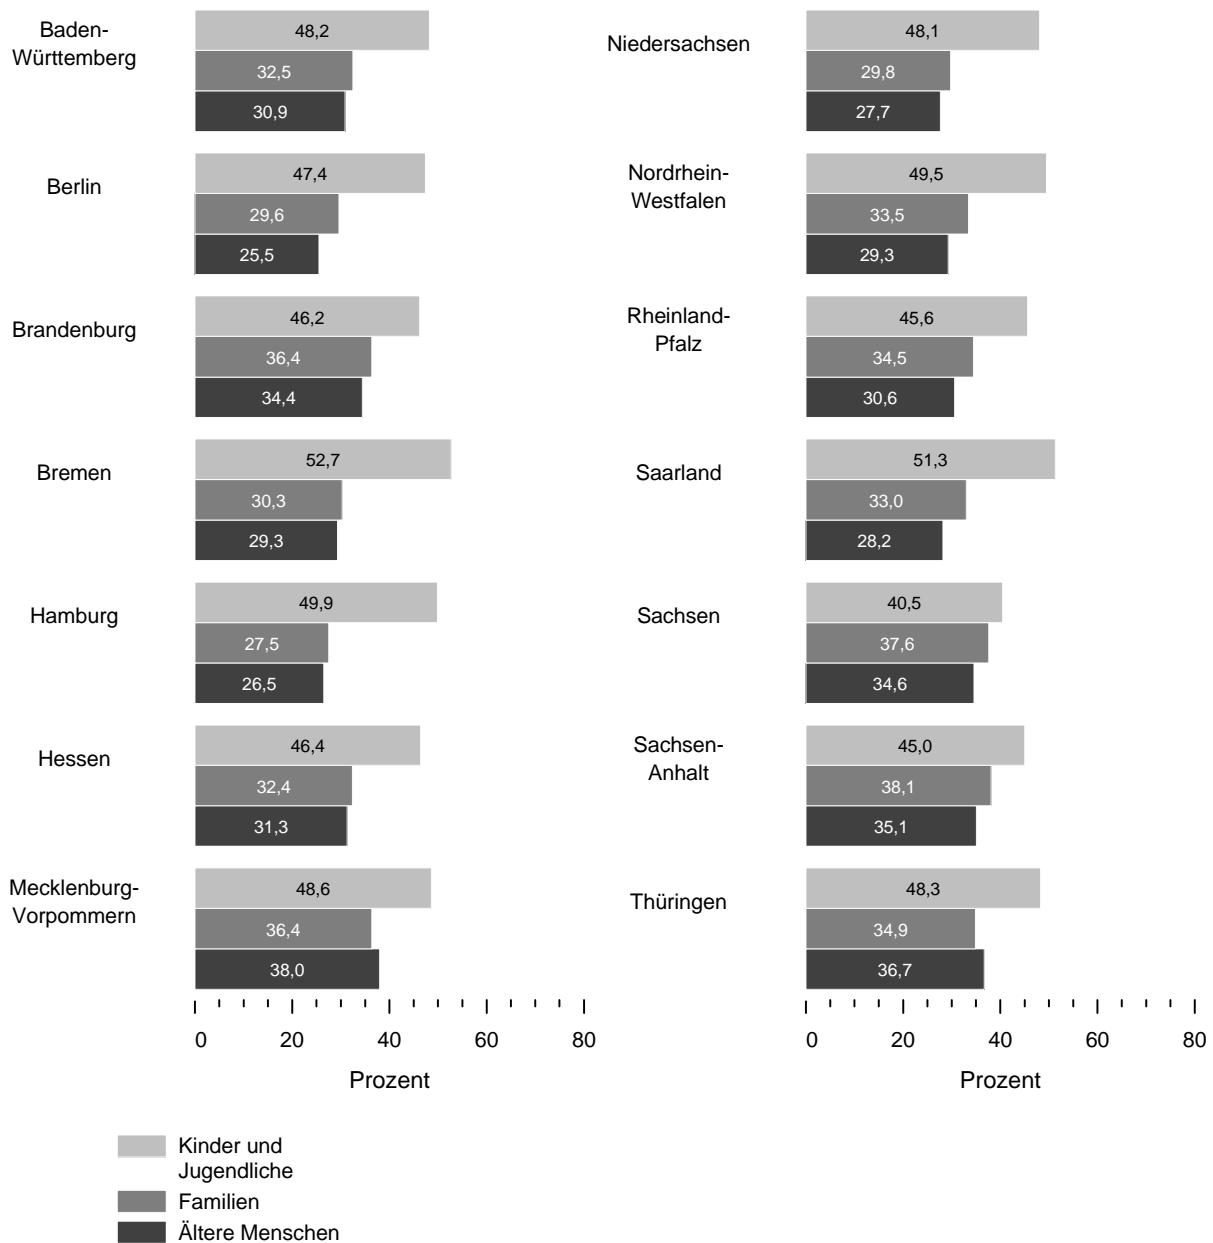 Baden-
Württemberg
48,2
32,5
30,9
Berlin
47,4
29,6
25,5
Brandenburg
46,2
36,4
34,4
Bremen
52,7
30,3
29,3
Hamburg
49,9
27,5
26,5
Hessen
46,4
32,4
31,3
Mecklenburg-
Vorpommern
48,6
36,4
38,0
0 20 40 60 80
Prozent
Niedersachsen
48,1
29,8
27,7
Nordrhein-
Westfalen
49,5
33,5
29,3
Rheinland-
Pfalz
45,6
34,5
30,6
Saarland
51,3
33,0
28,2
Sachsen
40,5
37,6
34,6
Sachsen-
Anhalt
45,0
38,1
35,1
Thüringen
48,3
34,9
36,7
0 20 40 60 80
Prozent
Kinder und
Jugendliche
Familien
Ältere Menschen